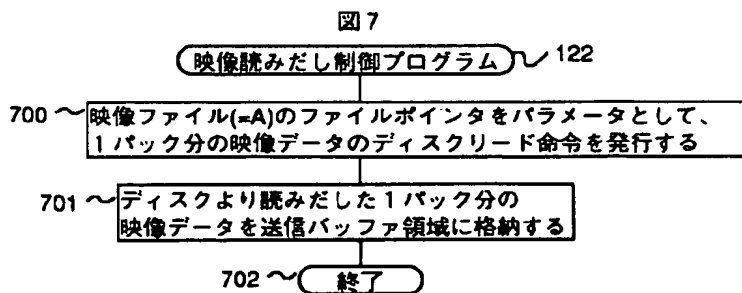 図7
映像読みだし制御プログラム 122
700 映像ファイル(=A)のファイルポインタをパラメータとして、
1パック分の映像データのディスクリード命令を発行する
701 ディスクより読みだした1パック分の
映像データを送信バッファ領域に格納する
702 終了